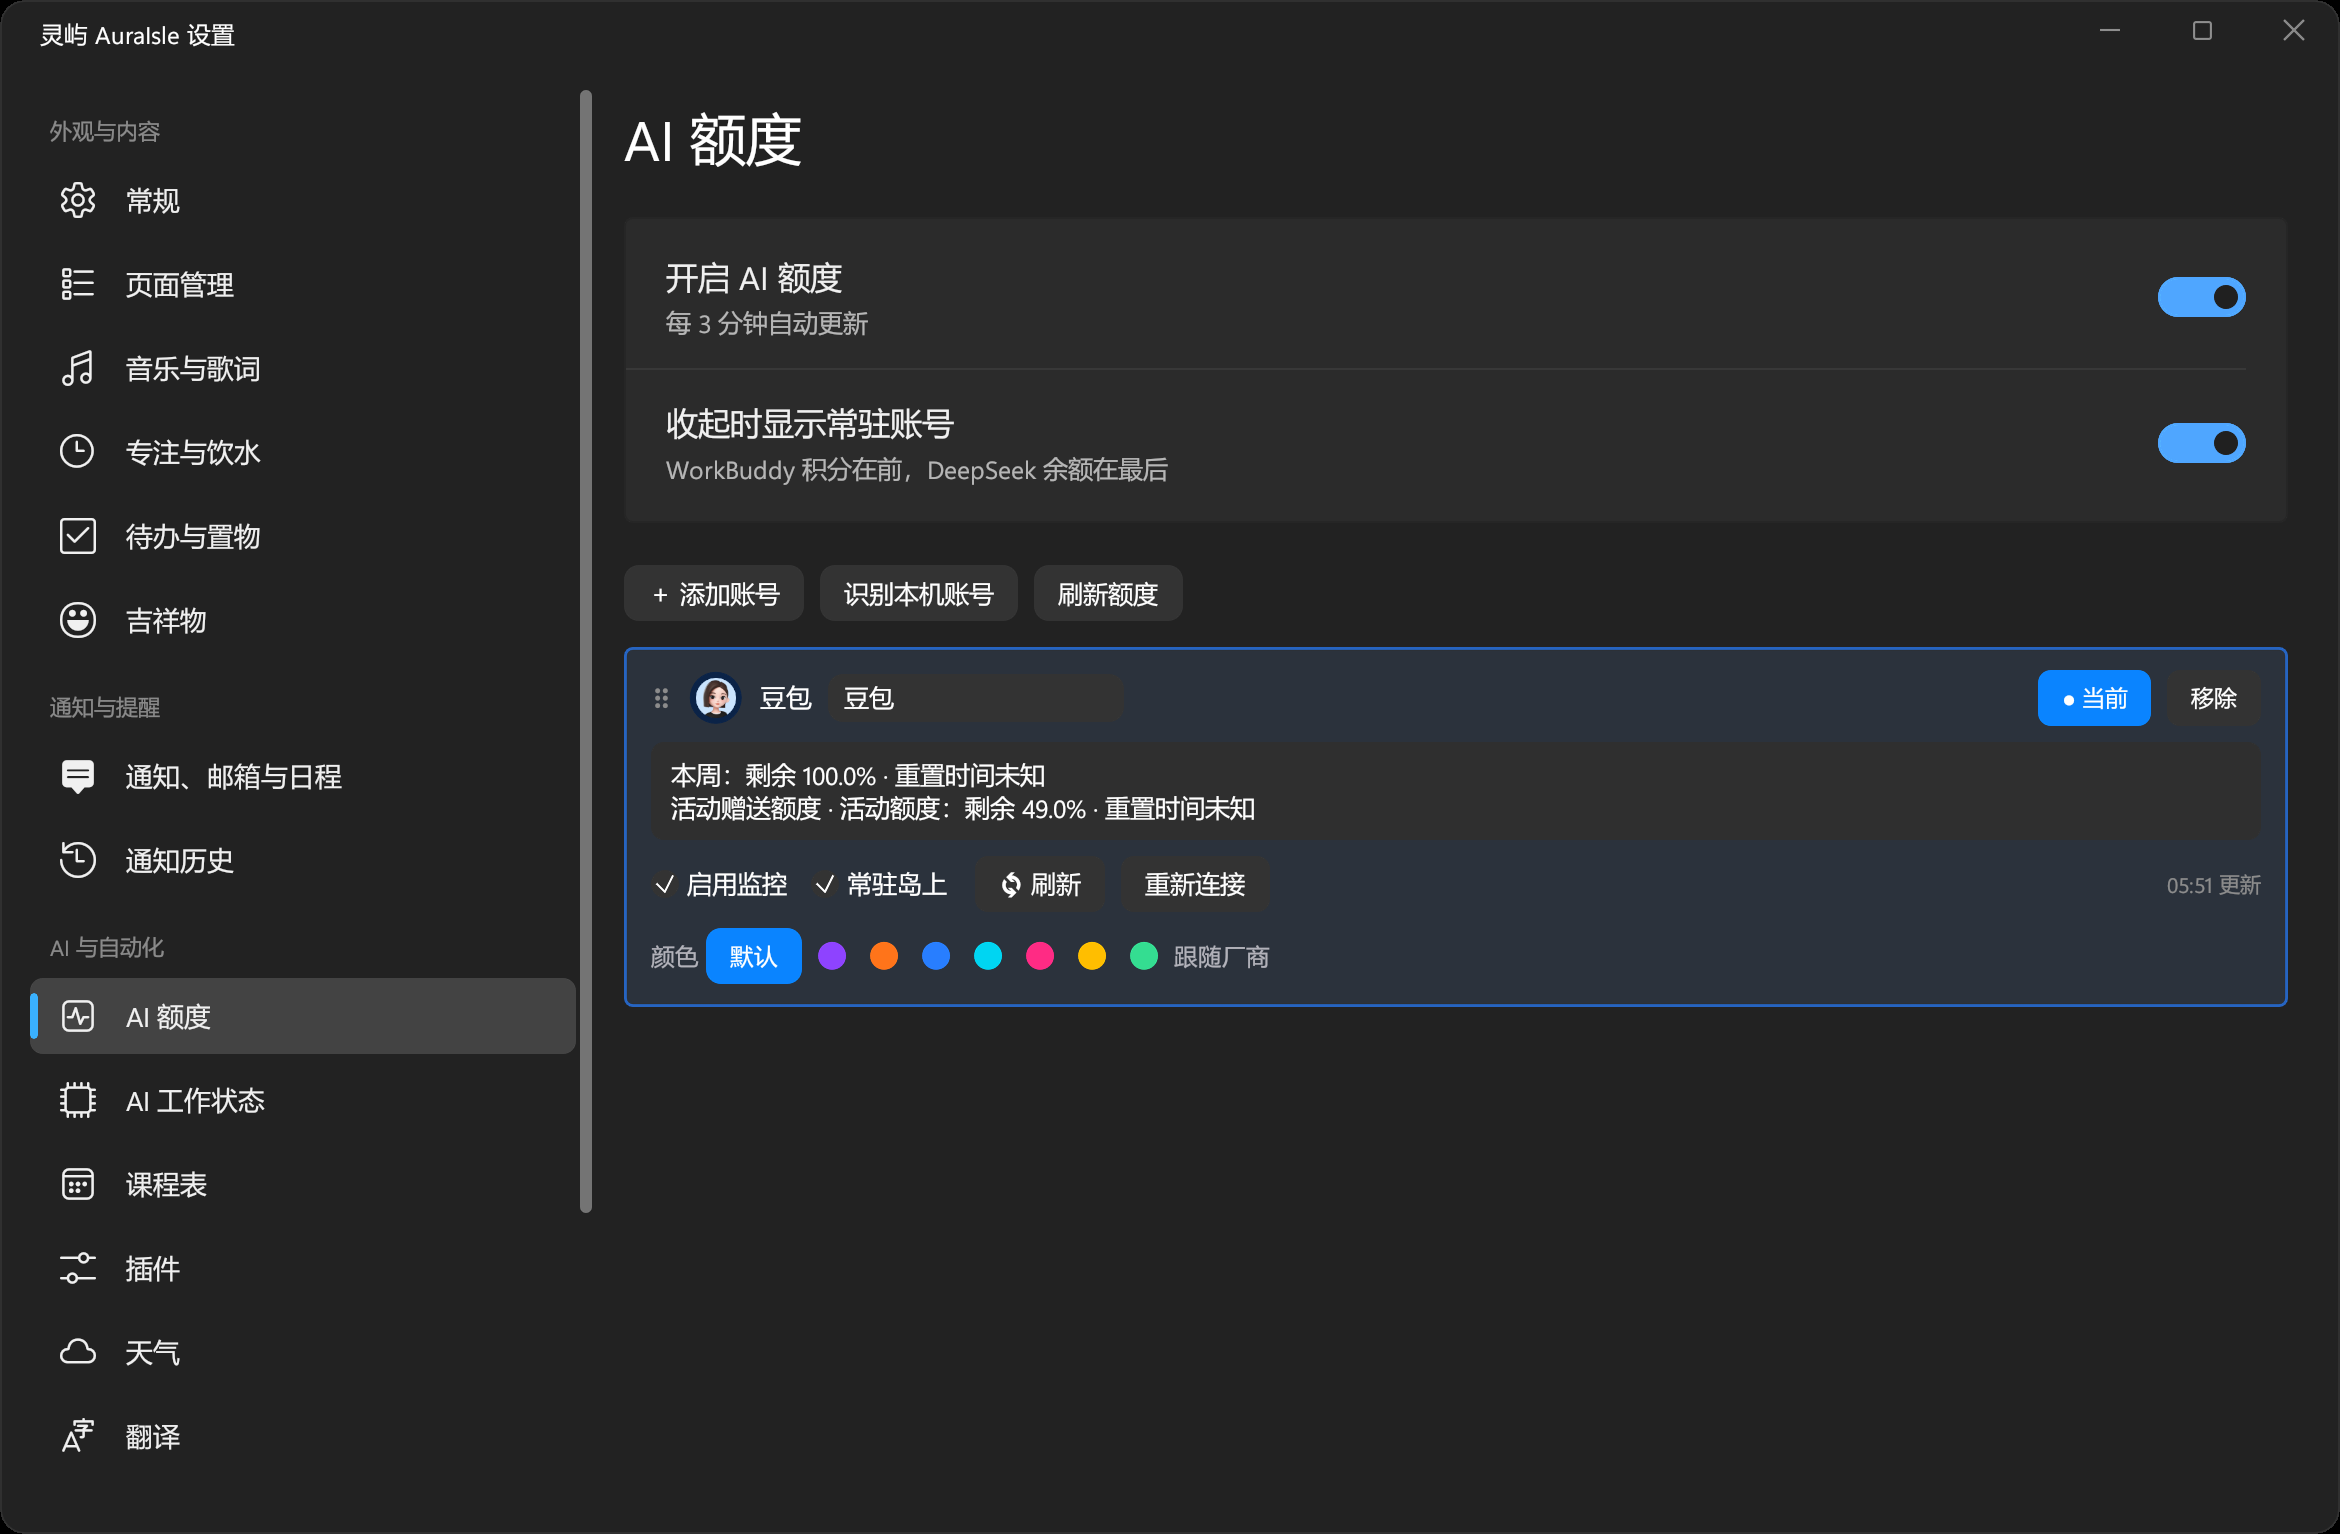 灵屿 AuraIsle 设置
外观与内容
常规
页面管理
音乐与歌词
专注与饮水
待办与置物
吉祥物
通知与提醒
通知、邮箱与日程
通知历史
AI 与自动化
AI 额度
AI 工作状态
课程表
插件
天气
翻译
AI 额度
开启 AI 额度
每 3 分钟自动更新
收起时显示常驻账号
WorkBuddy 积分在前，DeepSeek 余额在最后
+ 添加账号 识别本机账号 刷新额度
豆包 豆包 当前 移除
本周：剩余 100.0% · 重置时间未知
活动赠送额度 · 活动额度：剩余 49.0% · 重置时间未知
启用监控 常驻岛上 刷新 重新连接 05:51 更新
颜色 默认 跟随厂商